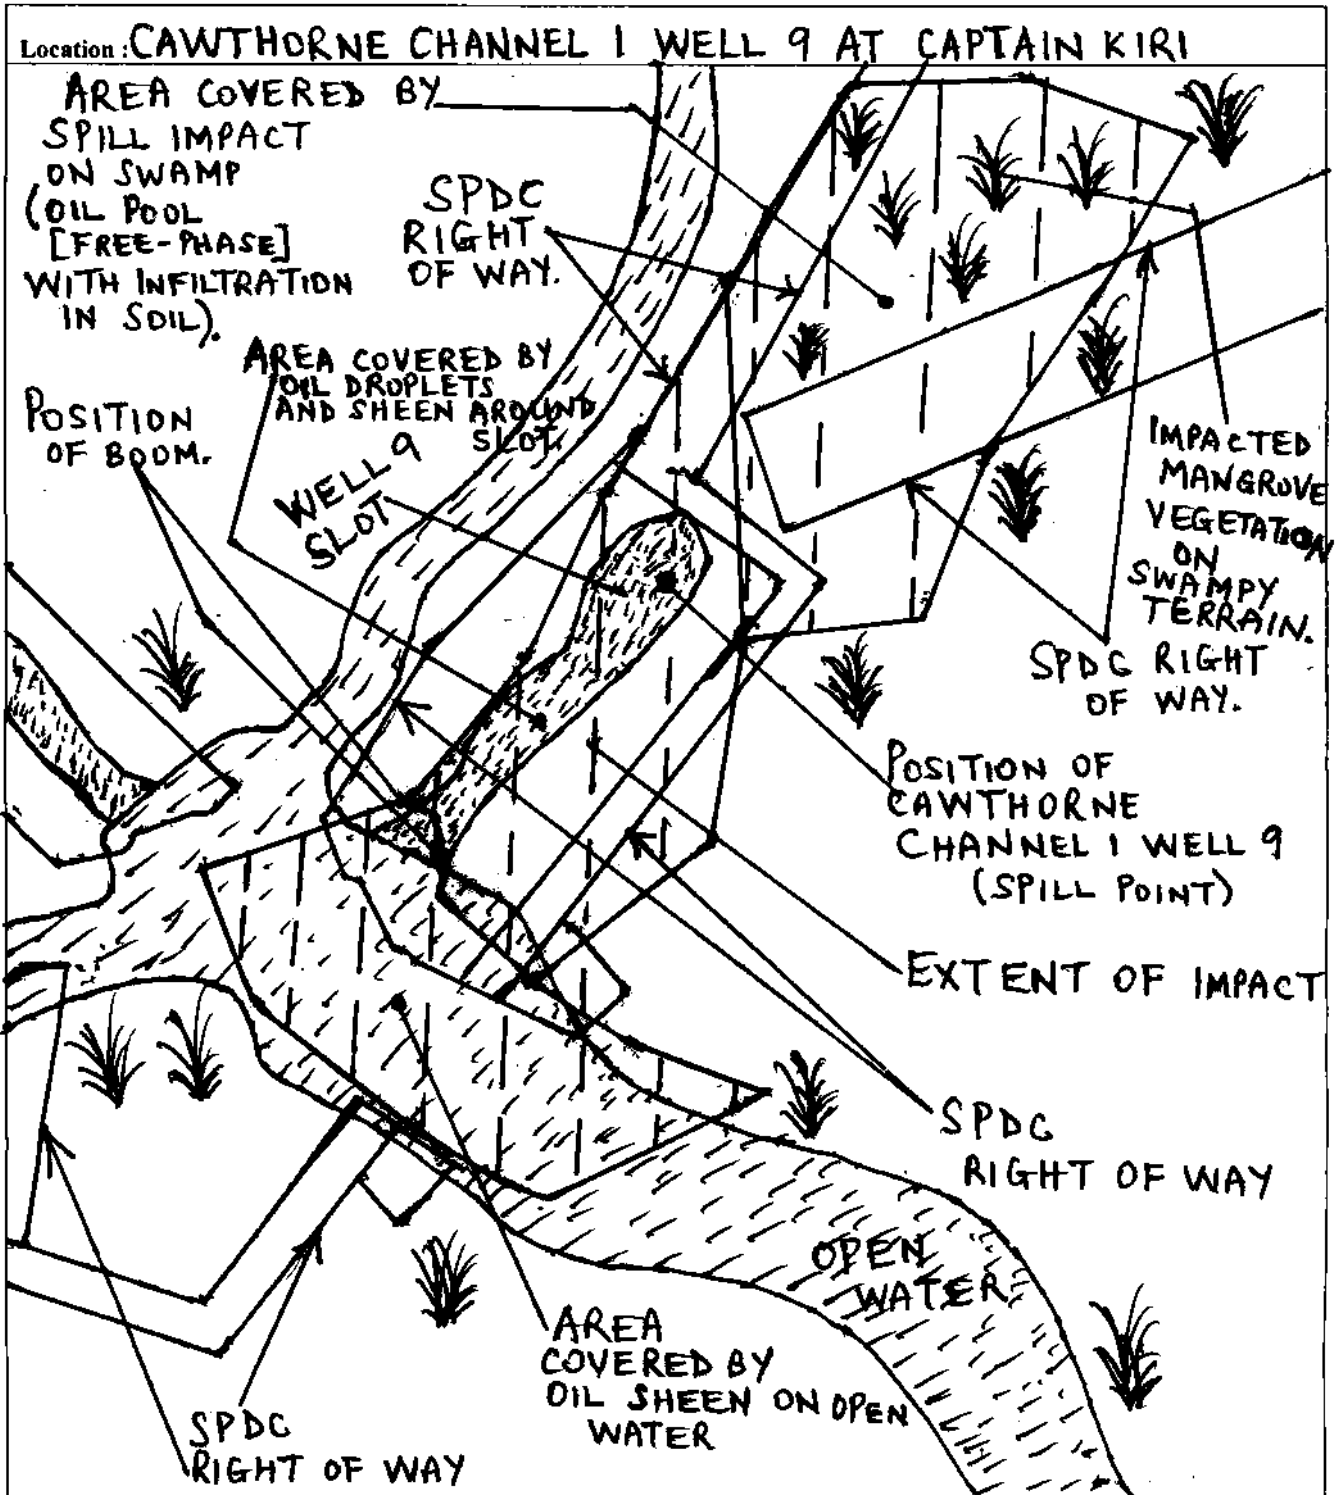 Location : CAWTHORNE CHANNEL 1 WELL 9 AT CAPTAIN KIRI
AREA COVERED BY
SPILL IMPACT
ON SWAMP
(OIL POOL
[FREE-PHASE]
WITH INFILTRATION
IN SOIL).
SPDC
RIGHT
OF WAY.
AREA COVERED BY
OIL DROPLETS
AND SHEEN AROUND
SLOT.
POSITION
OF BOOM.
WELL 9
SLOT
IMPACTED
MANGROVE
VEGETATION
ON
SWAMPY
TERRAIN.
SPDC RIGHT
OF WAY.
POSITION OF
CAWTHORNE
CHANNEL 1 WELL 9
(SPILL POINT)
EXTENT OF IMPACT
SPDC
RIGHT OF WAY
OPEN
WATER
AREA
COVERED BY
OIL SHEEN ON OPEN
WATER
SPDC
RIGHT OF WAY